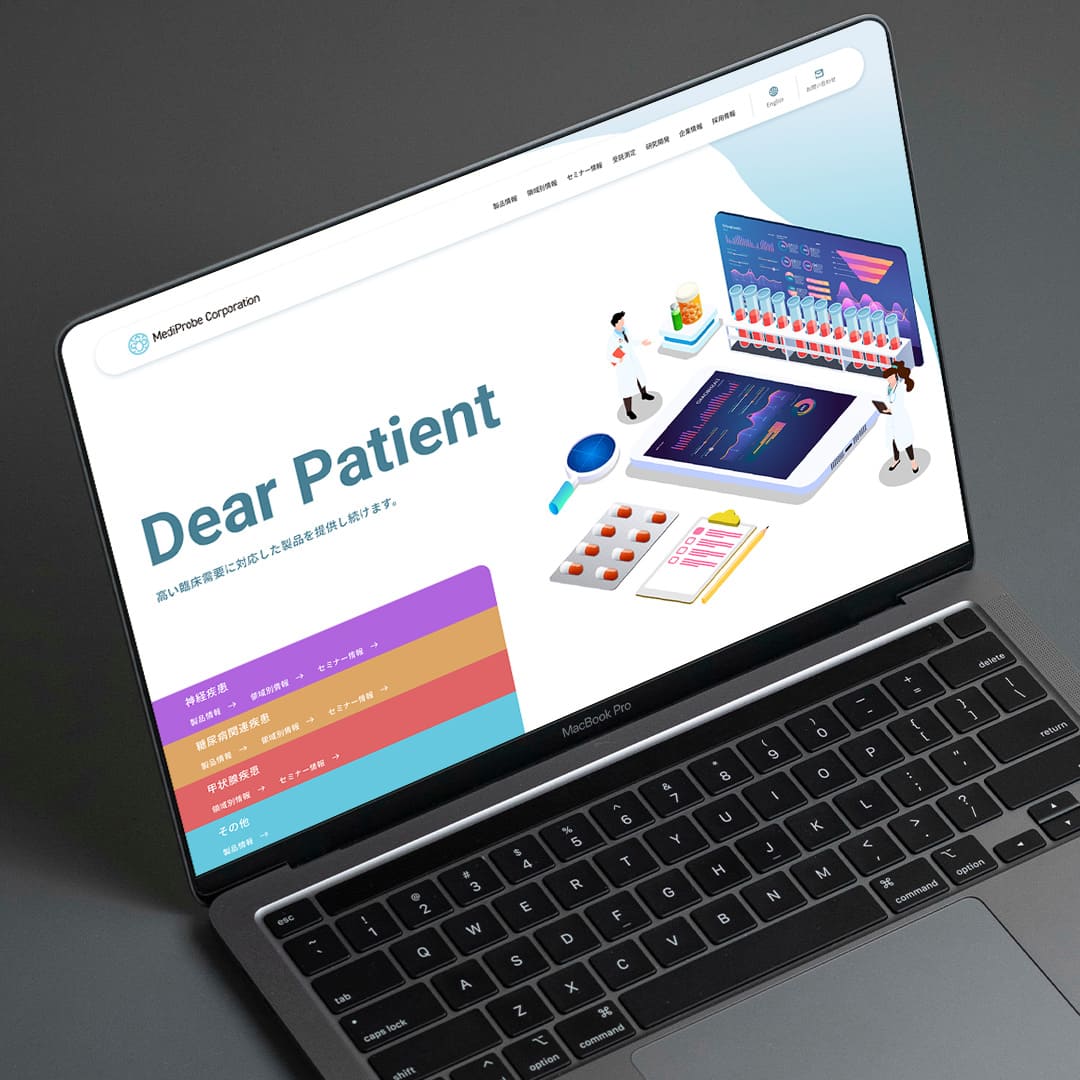 MediProbe Corporation
製品情報 領域別情報 セミナー情報 受託測定 研究開発 企業情報 採用情報 English お問い合わせ
Dear Patient
高い臨床需要に対応した製品を提供し続けます。
神経疾患
製品情報 → 領域別情報 → セミナー情報 →
糖尿病関連疾患
製品情報 → 領域別情報 → セミナー情報 →
甲状腺疾患
領域別情報 → セミナー情報 →
その他
製品情報 →
MacBook Pro
esc
~ `
! 1
@ 2
# 3
$ 4
% 5
^ 6
& 7
* 8
( 9
) 0
_ -
+ =
delete
tab
Q W E R T Y U I O P { [ } ] | \
caps lock
A S D F G H J K L : ; " '
return
shift
Z X C V B N M < , > . ? /
^ ⌥ option ⌘ command ⌘ command ⌥ option